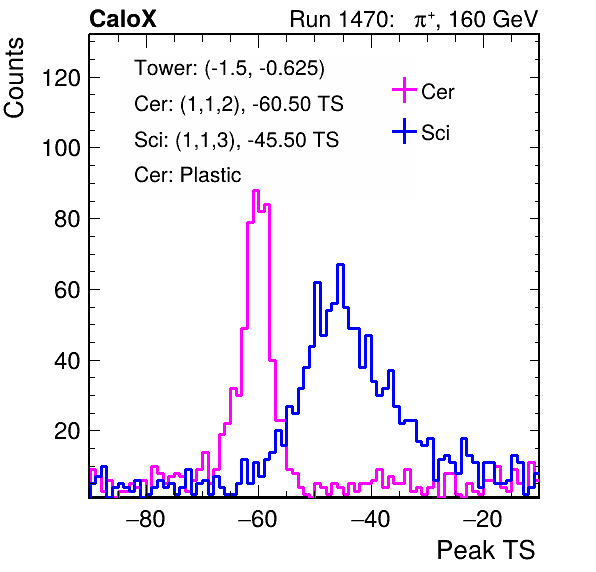 CaloX Run 1470: π⁺, 160 GeV
Counts
Tower: (-1.5, -0.625)
Cer: (1,1,2), -60.50 TS
Sci: (1,1,3), -45.50 TS
Cer: Plastic
Cer
Sci
120
100
80
60
40
20
−80 −60 −40 −20
Peak TS